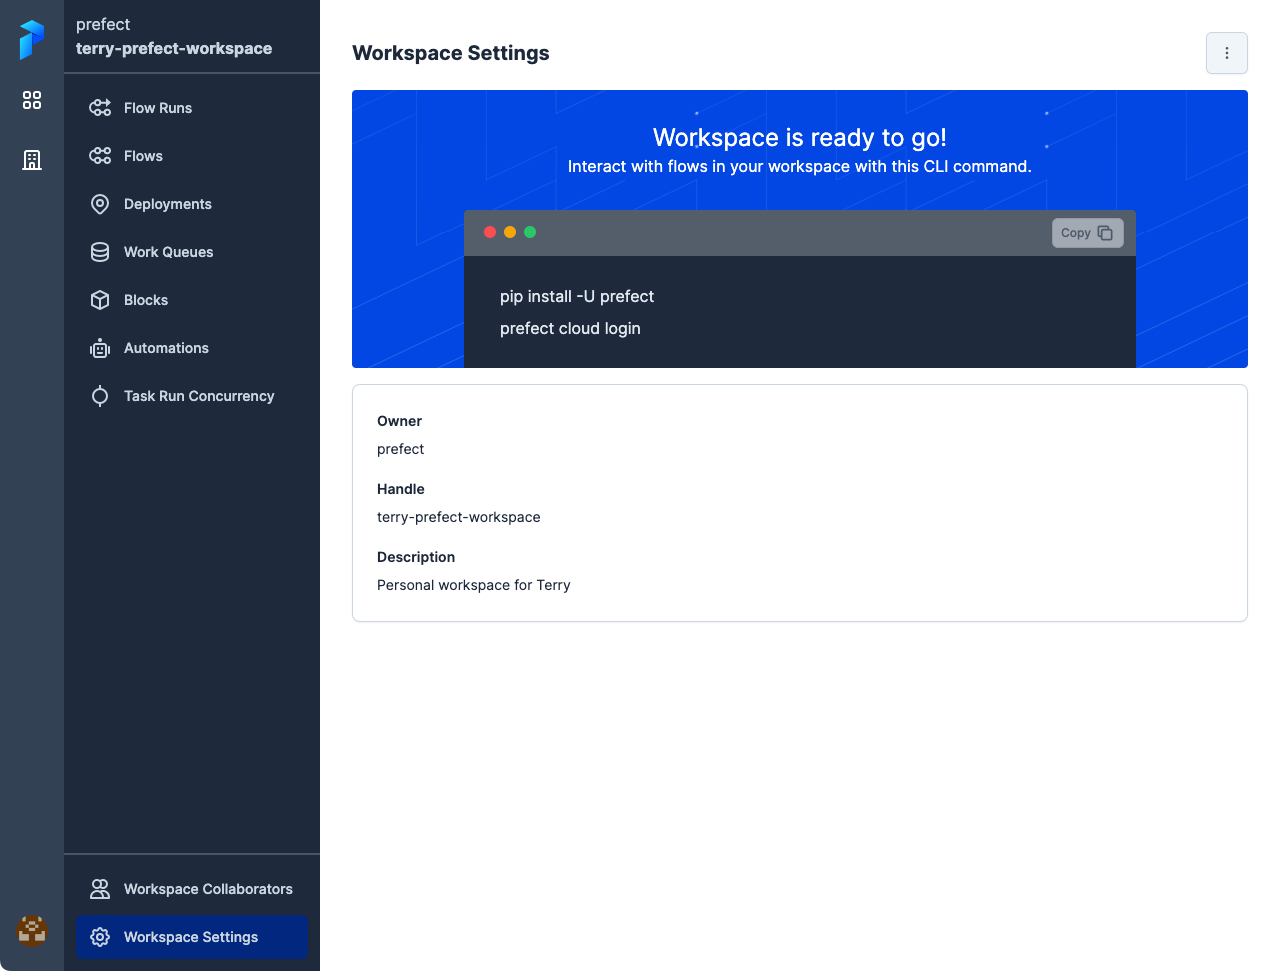 prefect
terry-prefect-workspace
Flow Runs
Flows
Deployments
Work Queues
Blocks
Automations
Task Run Concurrency
Workspace Collaborators
Workspace Settings
Workspace Settings
Workspace is ready to go!
Interact with flows in your workspace with this CLI command.
Copy
pip install -U prefect
prefect cloud login
Owner
prefect
Handle
terry-prefect-workspace
Description
Personal workspace for Terry